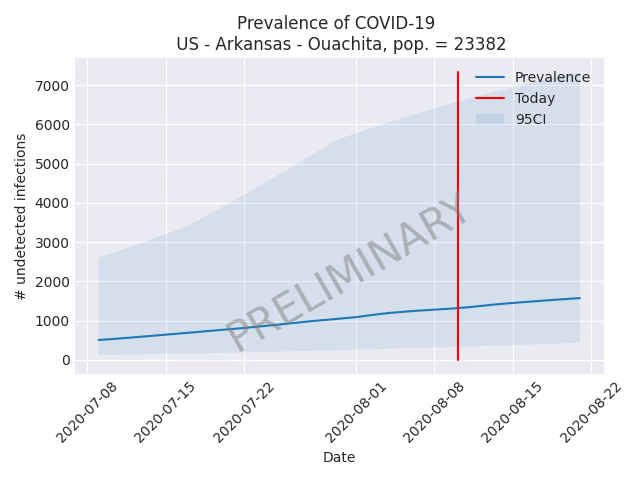 Prevalence of COVID-19
US - Arkansas - Ouachita, pop. = 23382
Prevalence
Today
95CI
# undetected infections
7000
6000
5000
4000
3000
2000
1000
0
PRELIMINARY
2020-07-08
2020-07-15
2020-07-22
2020-08-01
2020-08-08
2020-08-15
2020-08-22
Date